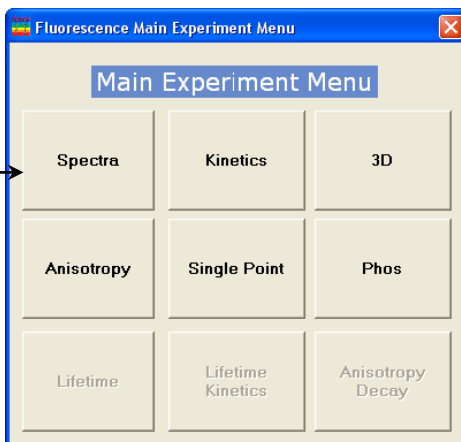 Fluorescence Main Experiment Menu
Main Experiment Menu
Spectra
Kinetics
3D
Anisotropy
Single Point
Phos
Lifetime
Lifetime
Kinetics
Anisotropy
Decay